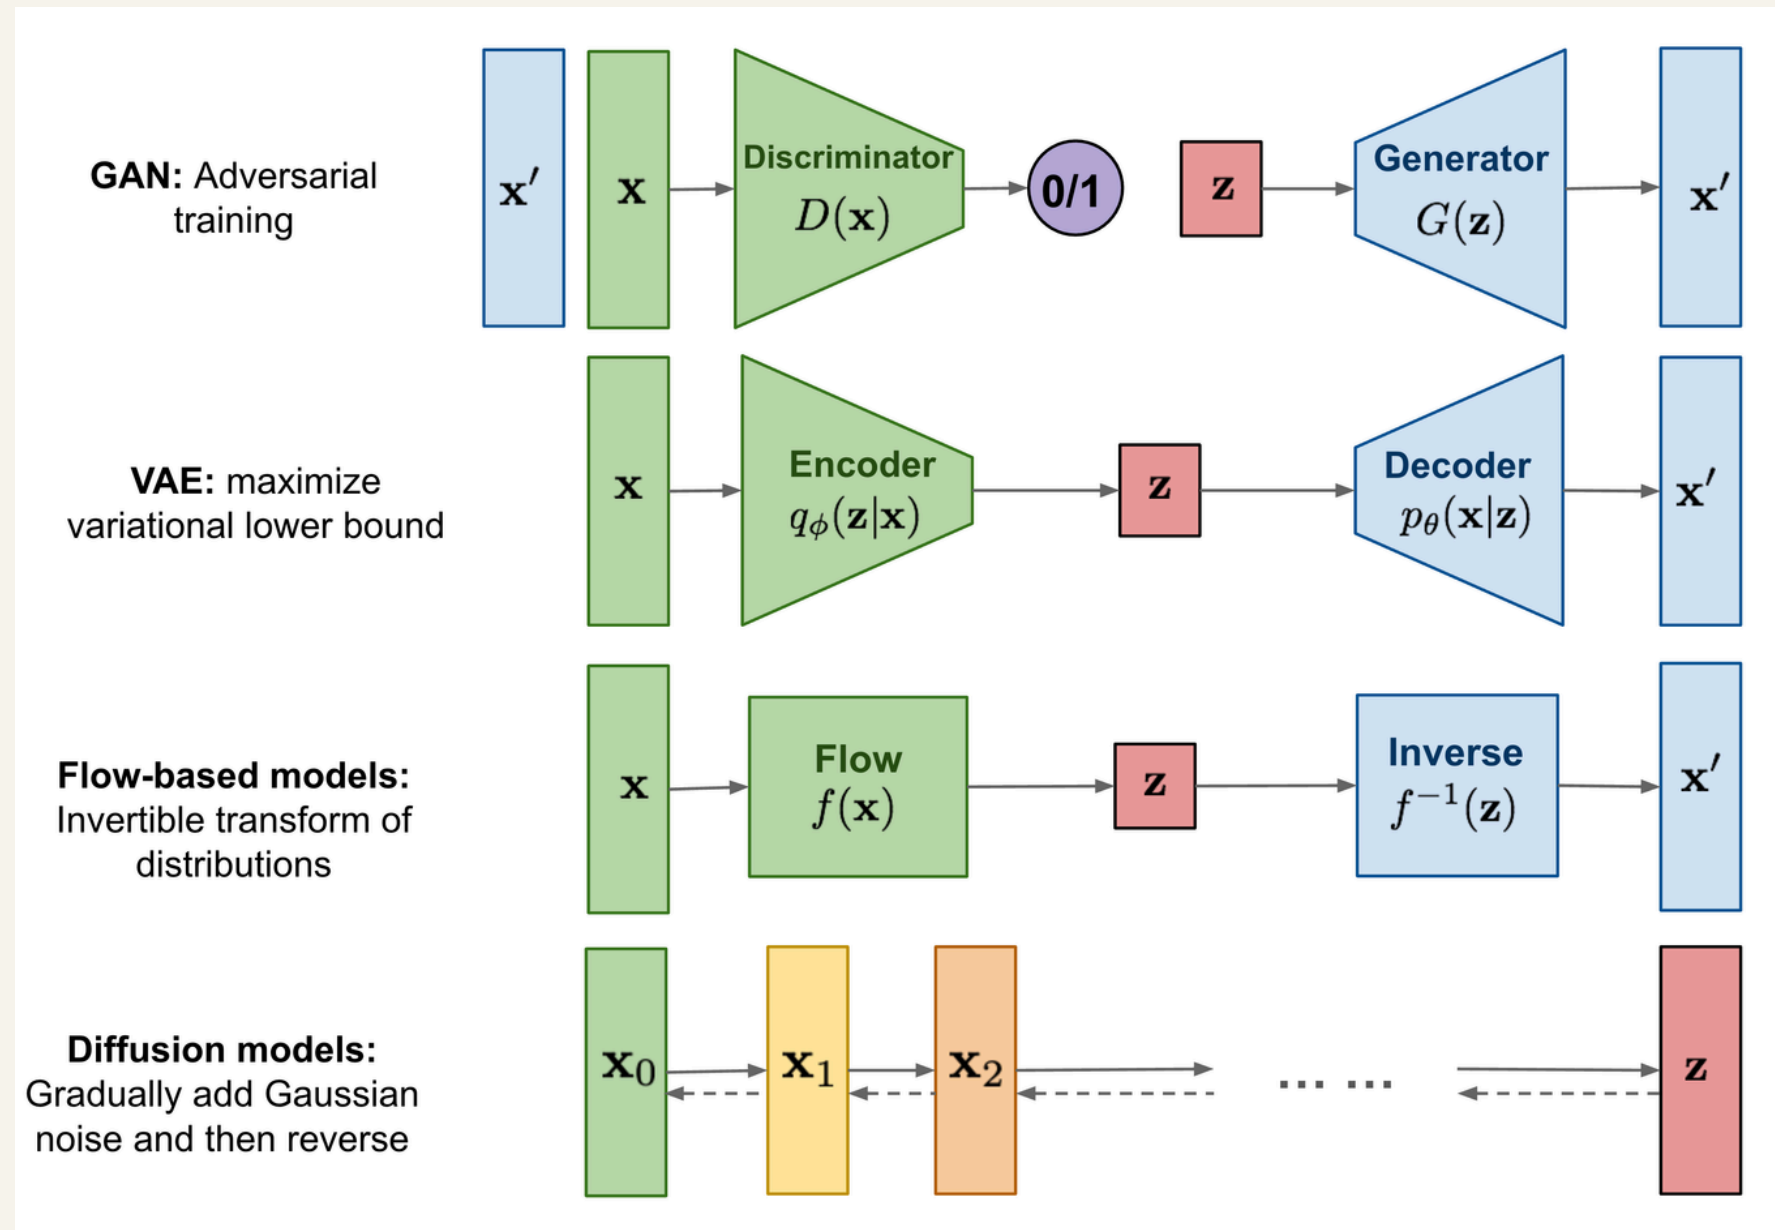 GAN: Adversarial
training
x′
x
Discriminator
D(x)
0/1
z
Generator
G(z)
x′
VAE: maximize
variational lower bound
x
Encoder
qϕ(z|x)
z
Decoder
pθ(x|z)
x′
Flow-based models:
Invertible transform of
distributions
x
Flow
f(x)
z
Inverse
f⁻¹(z)
x′
Diffusion models:
Gradually add Gaussian
noise and then reverse
x₀
x₁
x₂
... ...
z